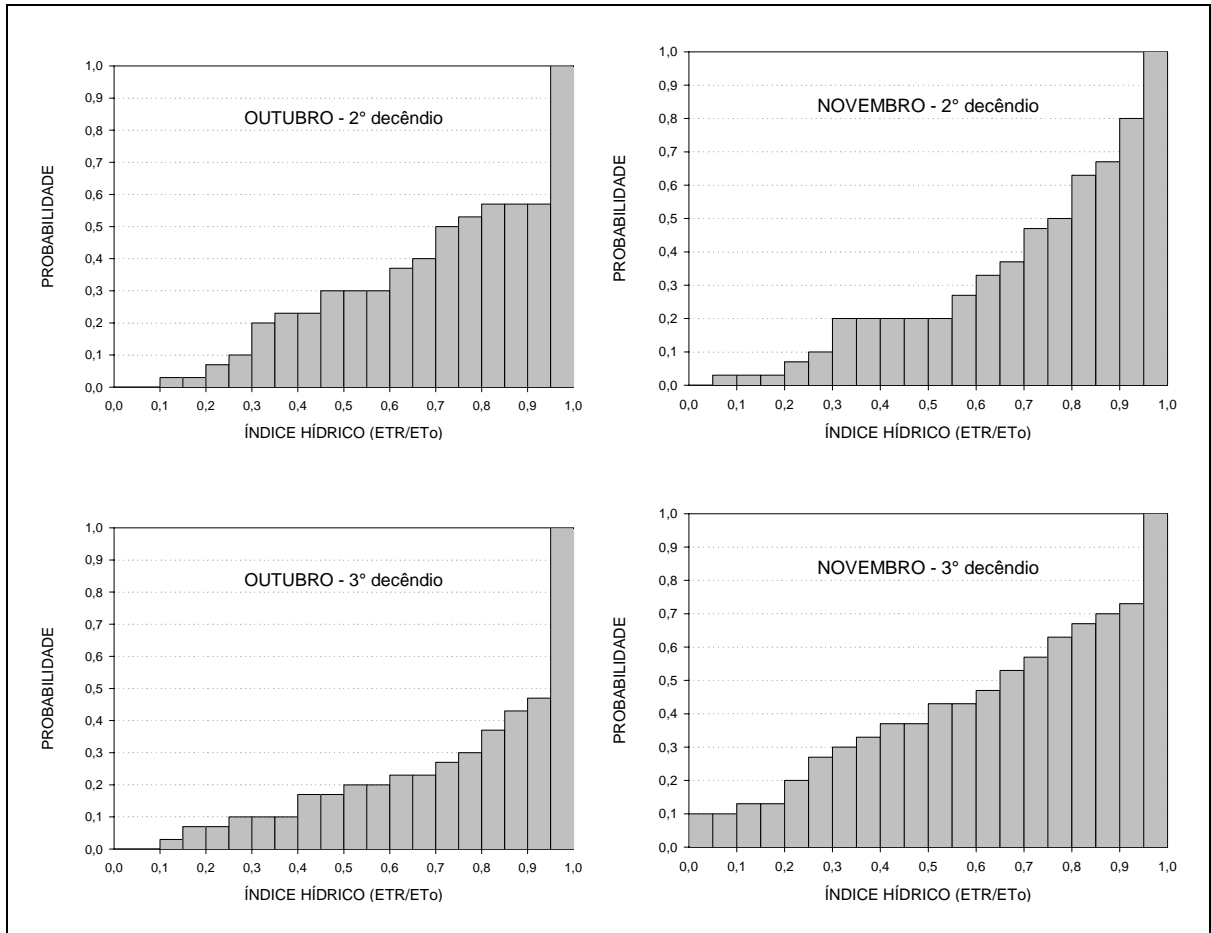 OUTUBRO - 2° decêndio
PROBABILIDADE
1,0
0,9
0,8
0,7
0,6
0,5
0,4
0,3
0,2
0,1
0,0
0,0 0,1 0,2 0,3 0,4 0,5 0,6 0,7 0,8 0,9 1,0
ÍNDICE HÍDRICO (ETR/ETo)
NOVEMBRO - 2° decêndio
PROBABILIDADE
1,0
0,9
0,8
0,7
0,6
0,5
0,4
0,3
0,2
0,1
0,0
0,0 0,1 0,2 0,3 0,4 0,5 0,6 0,7 0,8 0,9 1,0
ÍNDICE HÍDRICO (ETR/ETo)
OUTUBRO - 3° decêndio
PROBABILIDADE
1,0
0,9
0,8
0,7
0,6
0,5
0,4
0,3
0,2
0,1
0,0
0,0 0,1 0,2 0,3 0,4 0,5 0,6 0,7 0,8 0,9 1,0
ÍNDICE HÍDRICO (ETR/ETo)
NOVEMBRO - 3° decêndio
PROBABILIDADE
1,0
0,9
0,8
0,7
0,6
0,5
0,4
0,3
0,2
0,1
0,0
0,0 0,1 0,2 0,3 0,4 0,5 0,6 0,7 0,8 0,9 1,0
ÍNDICE HÍDRICO (ETR/ETo)